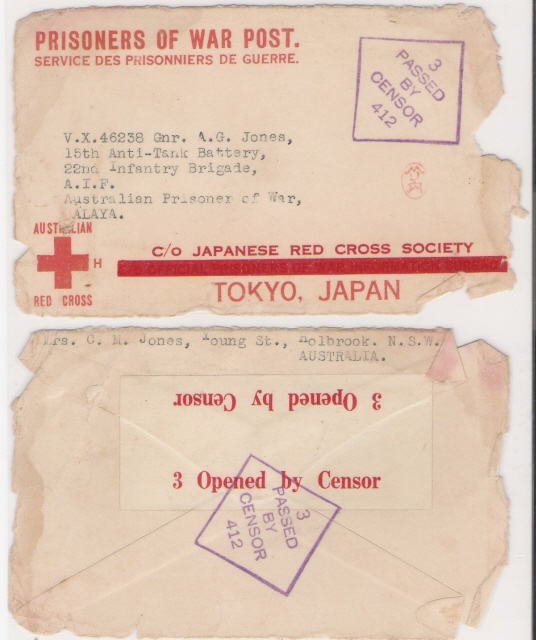 PRISONERS OF WAR POST.
SERVICE DES PRISONNIERS DE GUERRE.
3
PASSED
BY
CENSOR
412
V.X.46238 Gnr. A.G. Jones,
15th Anti-Tank Battery,
22nd Infantry Brigade,
A.I.F.
Australian Prisoner of War,
ALAYA.
AUSTRALIAN
H
RED CROSS
C/o JAPANESE RED CROSS SOCIETY
OFFICIAL PRISONERS OF WAR INFORMATION BUREAU
TOKYO, JAPAN
Mrs. C. M. Jones, Young St., Holbrook. N.S.W.
AUSTRALIA.
3 Opened by Censor
3 Opened by Censor
3
PASSED
BY
CENSOR
412